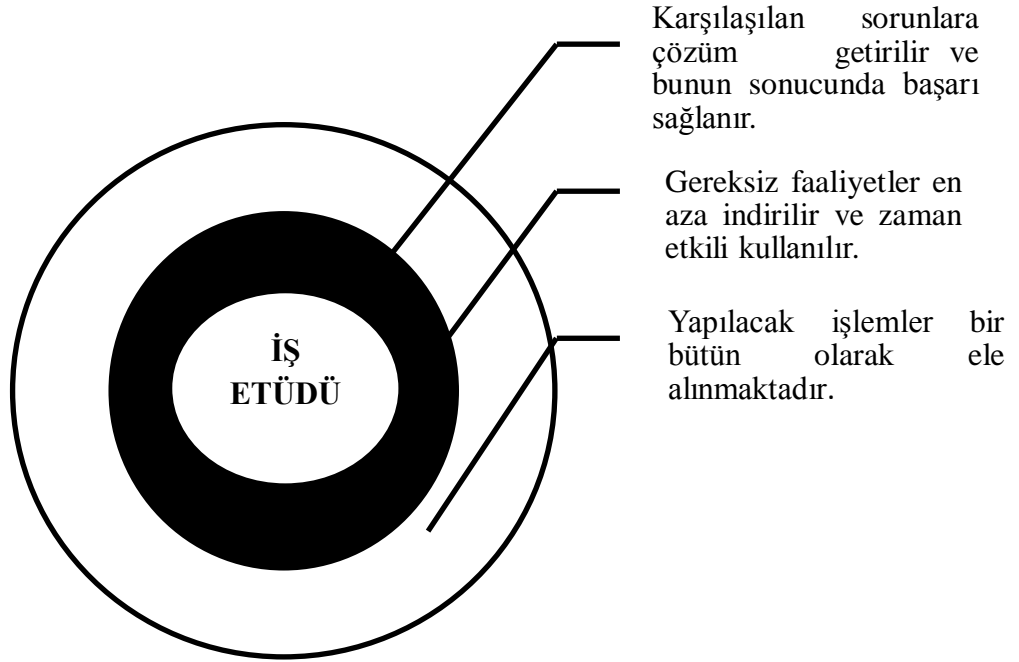 Karşılaşılan sorunlara
çözüm getirilir ve
bunun sonucunda başarı
sağlanır.
Gereksiz faaliyetler en
aza indirilir ve zaman
etkili kullanılır.
Yapılacak işlemler bir
bütün olarak ele
alınmaktadır.
İŞ
ETÜDÜ